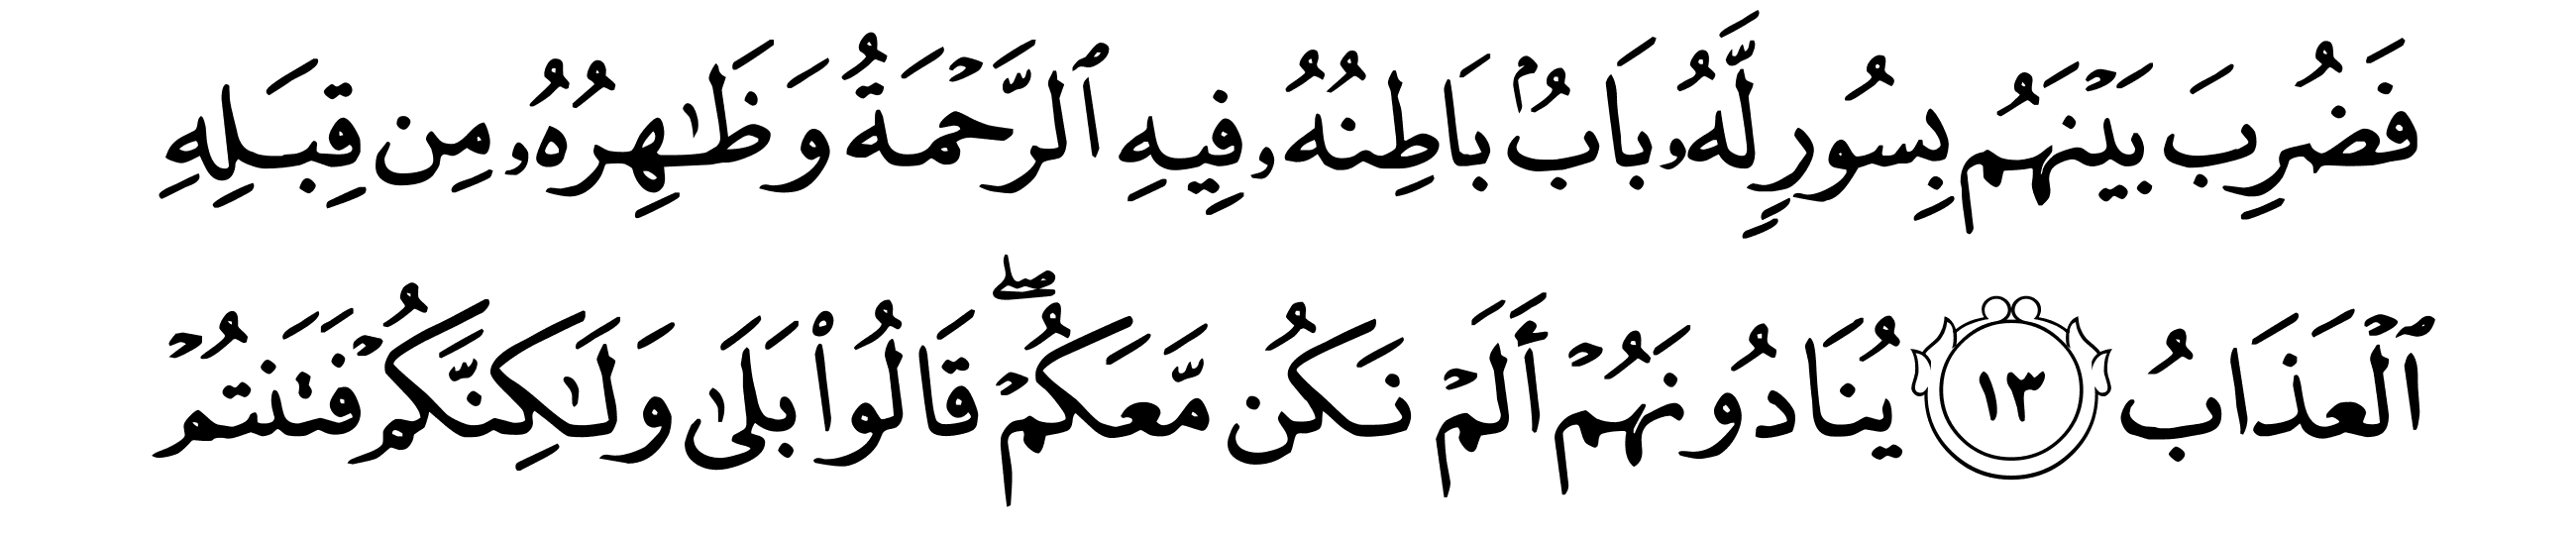 فَضُرِبَ بَيۡنَهُم بِسُورٖ لَّهُۥ بَابُۢ بَاطِنُهُۥ فِيهِ ٱلرَّحۡمَةُ وَظَٰهِرُهُۥ مِن قِبَلِهِ
ٱلۡعَذَابُ ١٣ يُنَادُونَهُمۡ أَلَمۡ نَكُن مَّعَكُمۡۖ قَالُواْ بَلَىٰ وَلَٰكِنَّكُمۡ فَتَنتُمۡ